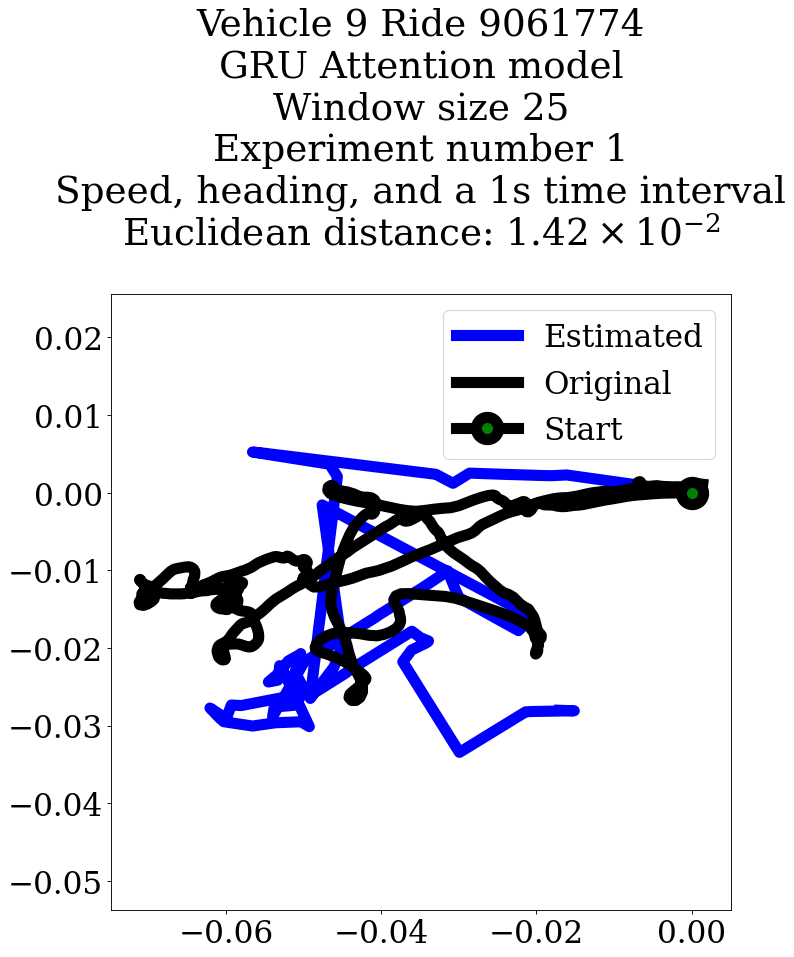 Vehicle 9 Ride 9061774
GRU Attention model
Window size 25
Experiment number 1
Speed, heading, and a 1s time interval
Euclidean distance: 1.42 × 10⁻²
Estimated
Original
Start
0.02
0.01
0.00
−0.01
−0.02
−0.03
−0.04
−0.05
−0.06
−0.04
−0.02
0.00